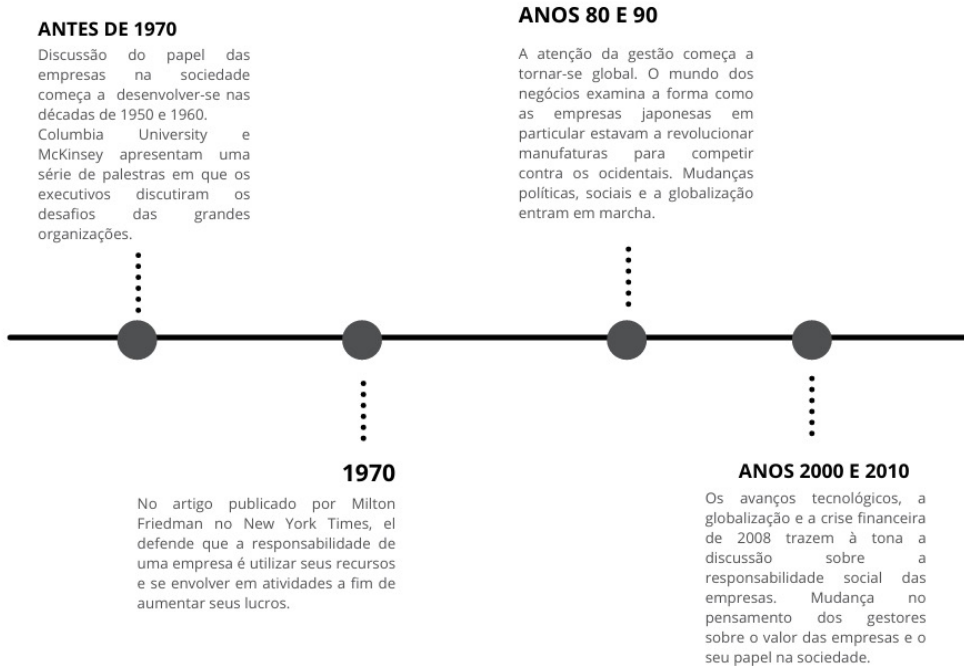 ANTES DE 1970
Discussão do papel das
empresas na sociedade
começa a desenvolver-se nas
décadas de 1950 e 1960.
Columbia University e
McKinsey apresentam uma
série de palestras em que os
executivos discutiram os
desafios das grandes
organizações.
1970
No artigo publicado por Milton
Friedman no New York Times, el
defende que a responsabilidade de
uma empresa é utilizar seus recursos
e se envolver em atividades a fim de
aumentar seus lucros.
ANOS 80 E 90
A atenção da gestão começa a
tornar-se global. O mundo dos
negócios examina a forma como
as empresas japonesas em
particular estavam a revolucionar
manufaturas para competir
contra os ocidentais. Mudanças
políticas, sociais e a globalização
entram em marcha.
ANOS 2000 E 2010
Os avanços tecnológicos, a
globalização e a crise financeira
de 2008 trazem à tona a
discussão sobre a
responsabilidade social das
empresas. Mudança no
pensamento dos gestores
sobre o valor das empresas e o
seu papel na sociedade.